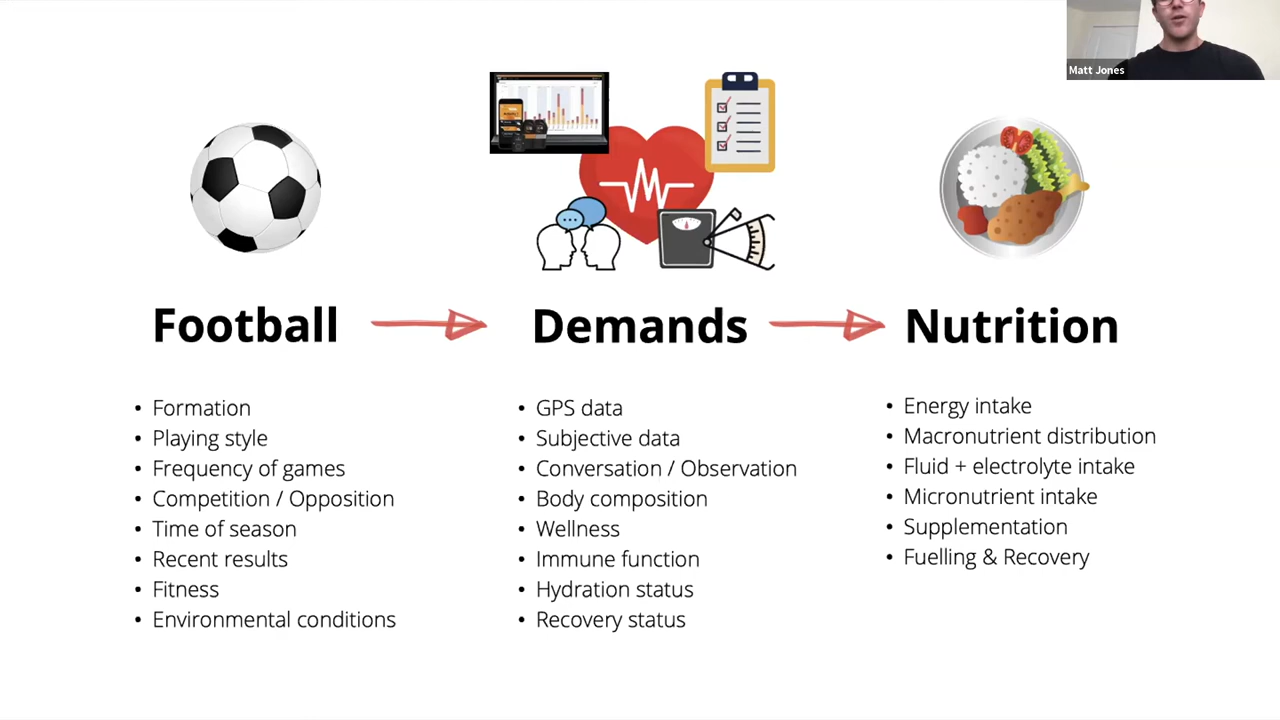 Matt Jones
Football
Demands
Nutrition
• Formation
• Playing style
• Frequency of games
• Competition / Opposition
• Time of season
• Recent results
• Fitness
• Environmental conditions
• GPS data
• Subjective data
• Conversation / Observation
• Body composition
• Wellness
• Immune function
• Hydration status
• Recovery status
• Energy intake
• Macronutrient distribution
• Fluid + electrolyte intake
• Micronutrient intake
• Supplementation
• Fuelling & Recovery